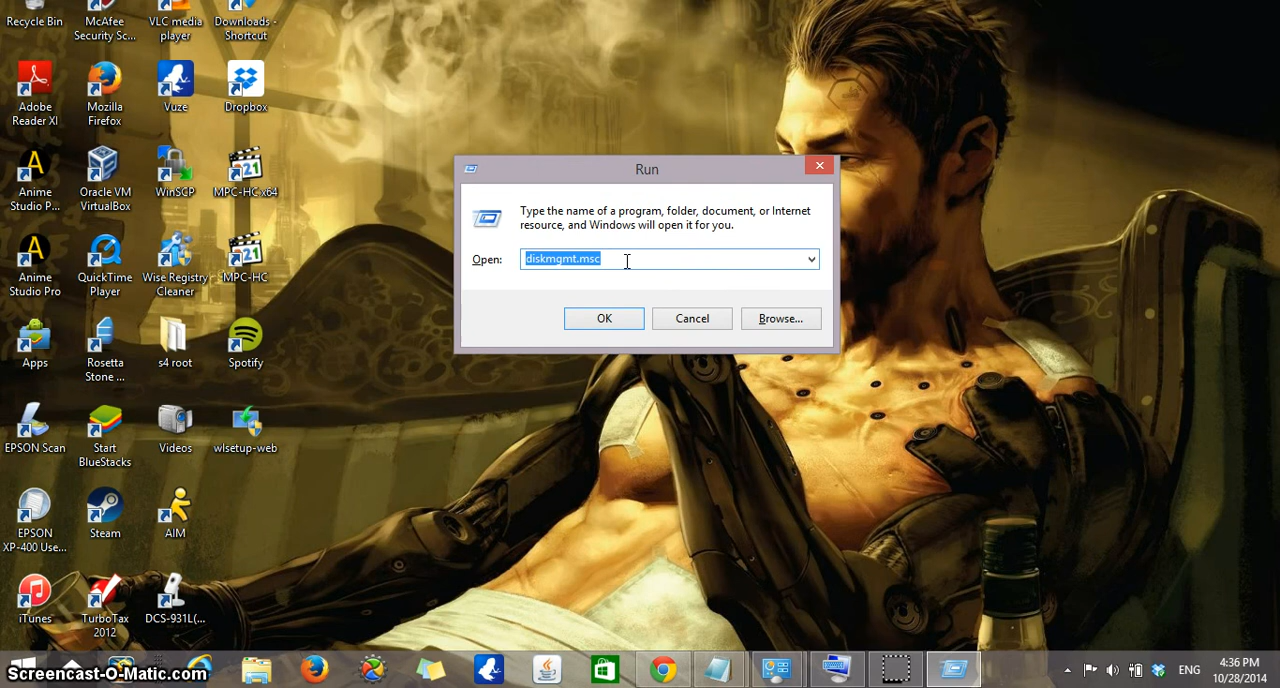 Recycle Bin
McAfee
Security Sc...
VLC media
player
Downloads -
Shortcut
Adobe
Reader XI
Mozilla
Firefox
Vuze
Dropbox
Anime
Studio P...
Oracle VM
VirtualBox
WinSCP
MPC-HC x64
Anime
Studio Pro
QuickTime
Player
Wise Registry
Cleaner
MPC-HC
Apps
Rosetta
Stone ...
s4 root
Spotify
EPSON Scan
Start
BlueStacks
Videos
wlsetup-web
EPSON
XP-400 Use...
Steam
AIM
iTunes
TurboTax
2012
DCS-931L(...
Run
Type the name of a program, folder, document, or Internet
resource, and Windows will open it for you.
Open:
diskmgmt.msc
OK
Cancel
Browse...
Screencast-O-Matic.com
ENG
4:36 PM
10/28/2014